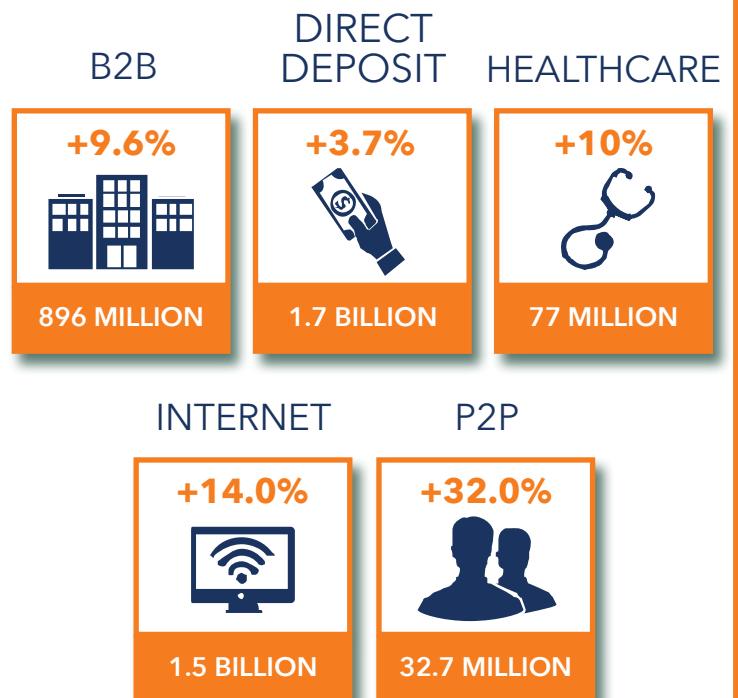 B2B
+9.6%
896 MILLION
DIRECT
DEPOSIT
+3.7%
$
1.7 BILLION
HEALTHCARE
+10%
77 MILLION
INTERNET
+14.0%
1.5 BILLION
P2P
+32.0%
32.7 MILLION